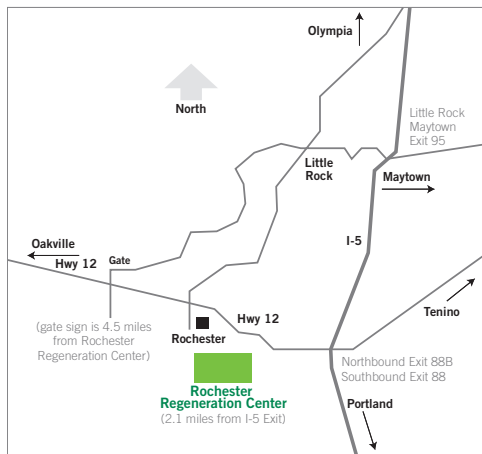 Olympia
North
Little Rock
Maytown
Exit 95
Little
Rock
Maytown
Oakville
Gate
Hwy 12
I-5
Tenino
(gate sign is 4.5 miles
from Rochester
Regeneration Center)
Hwy 12
Rochester
Northbound Exit 88B
Southbound Exit 88
Rochester
Regeneration Center
(2.1 miles from I-5 Exit)
Portland